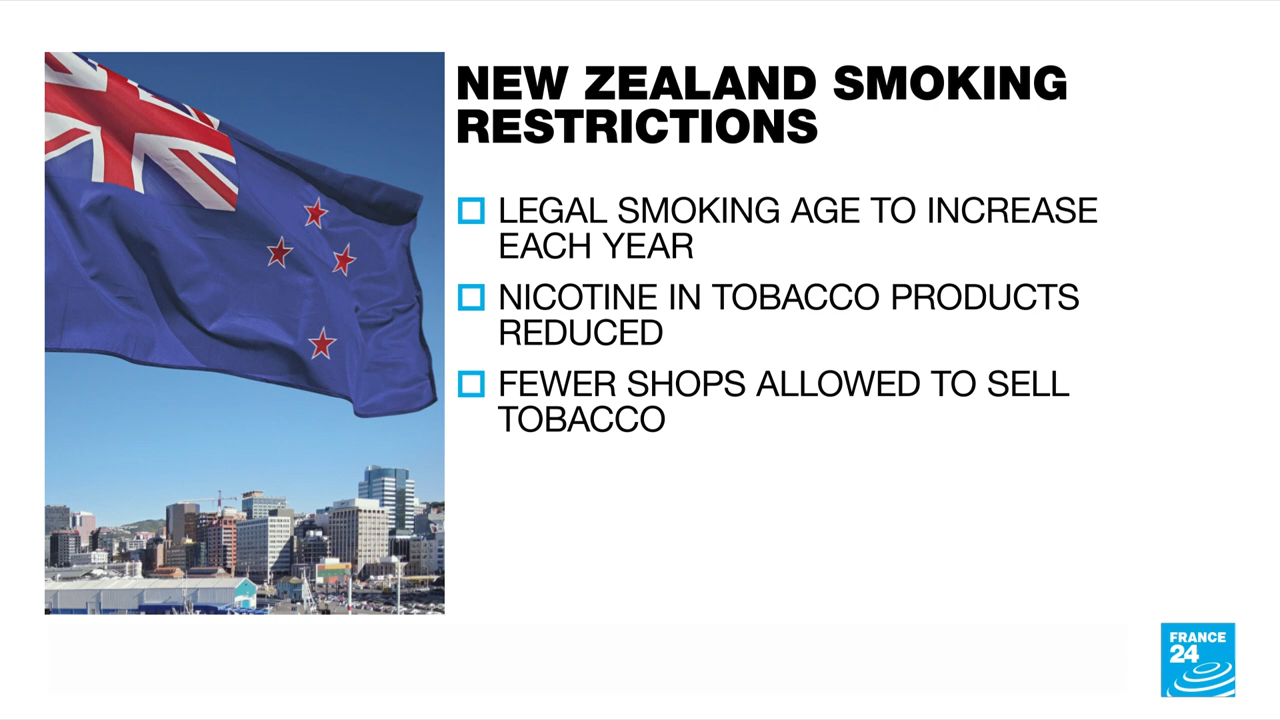 NEW ZEALAND SMOKING
RESTRICTIONS
LEGAL SMOKING AGE TO INCREASE
EACH YEAR
NICOTINE IN TOBACCO PRODUCTS
REDUCED
FEWER SHOPS ALLOWED TO SELL
TOBACCO
FRANCE
24